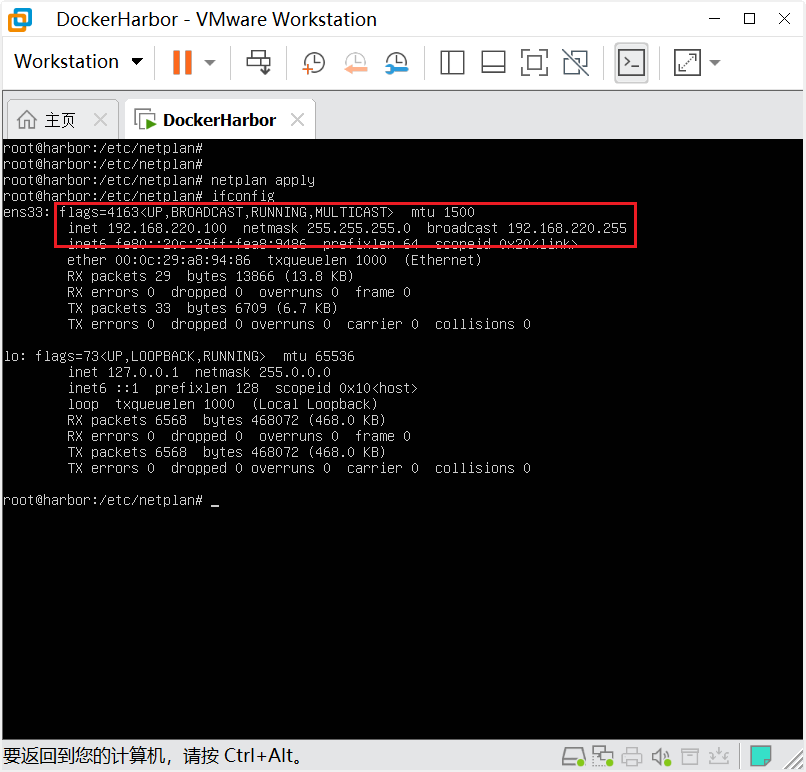 DockerHarbor - VMware Workstation
Workstation
主页
DockerHarbor
root@harbor:/etc/netplan#
root@harbor:/etc/netplan#
root@harbor:/etc/netplan# netplan apply
root@harbor:/etc/netplan# ifconfig
ens33: flags=4163<UP,BROADCAST,RUNNING,MULTICAST>  mtu 1500
        inet 192.168.220.100  netmask 255.255.255.0  broadcast 192.168.220.255
        inet6 fe80::20c:29ff:fea8:9486  prefixlen 64  scopeid 0x20<link>
        ether 00:0c:29:a8:94:86  txqueuelen 1000  (Ethernet)
        RX packets 29  bytes 13866 (13.8 KB)
        RX errors 0  dropped 0  overruns 0  frame 0
        TX packets 33  bytes 6709 (6.7 KB)
        TX errors 0  dropped 0 overruns 0  carrier 0  collisions 0
lo: flags=73<UP,LOOPBACK,RUNNING>  mtu 65536
        inet 127.0.0.1  netmask 255.0.0.0
        inet6 ::1  prefixlen 128  scopeid 0x10<host>
        loop  txqueuelen 1000  (Local Loopback)
        RX packets 6568  bytes 468072 (468.0 KB)
        RX errors 0  dropped 0  overruns 0  frame 0
        TX packets 6568  bytes 468072 (468.0 KB)
        TX errors 0  dropped 0 overruns 0  carrier 0  collisions 0
root@harbor:/etc/netplan# _
要返回到您的计算机，请按 Ctrl+Alt。